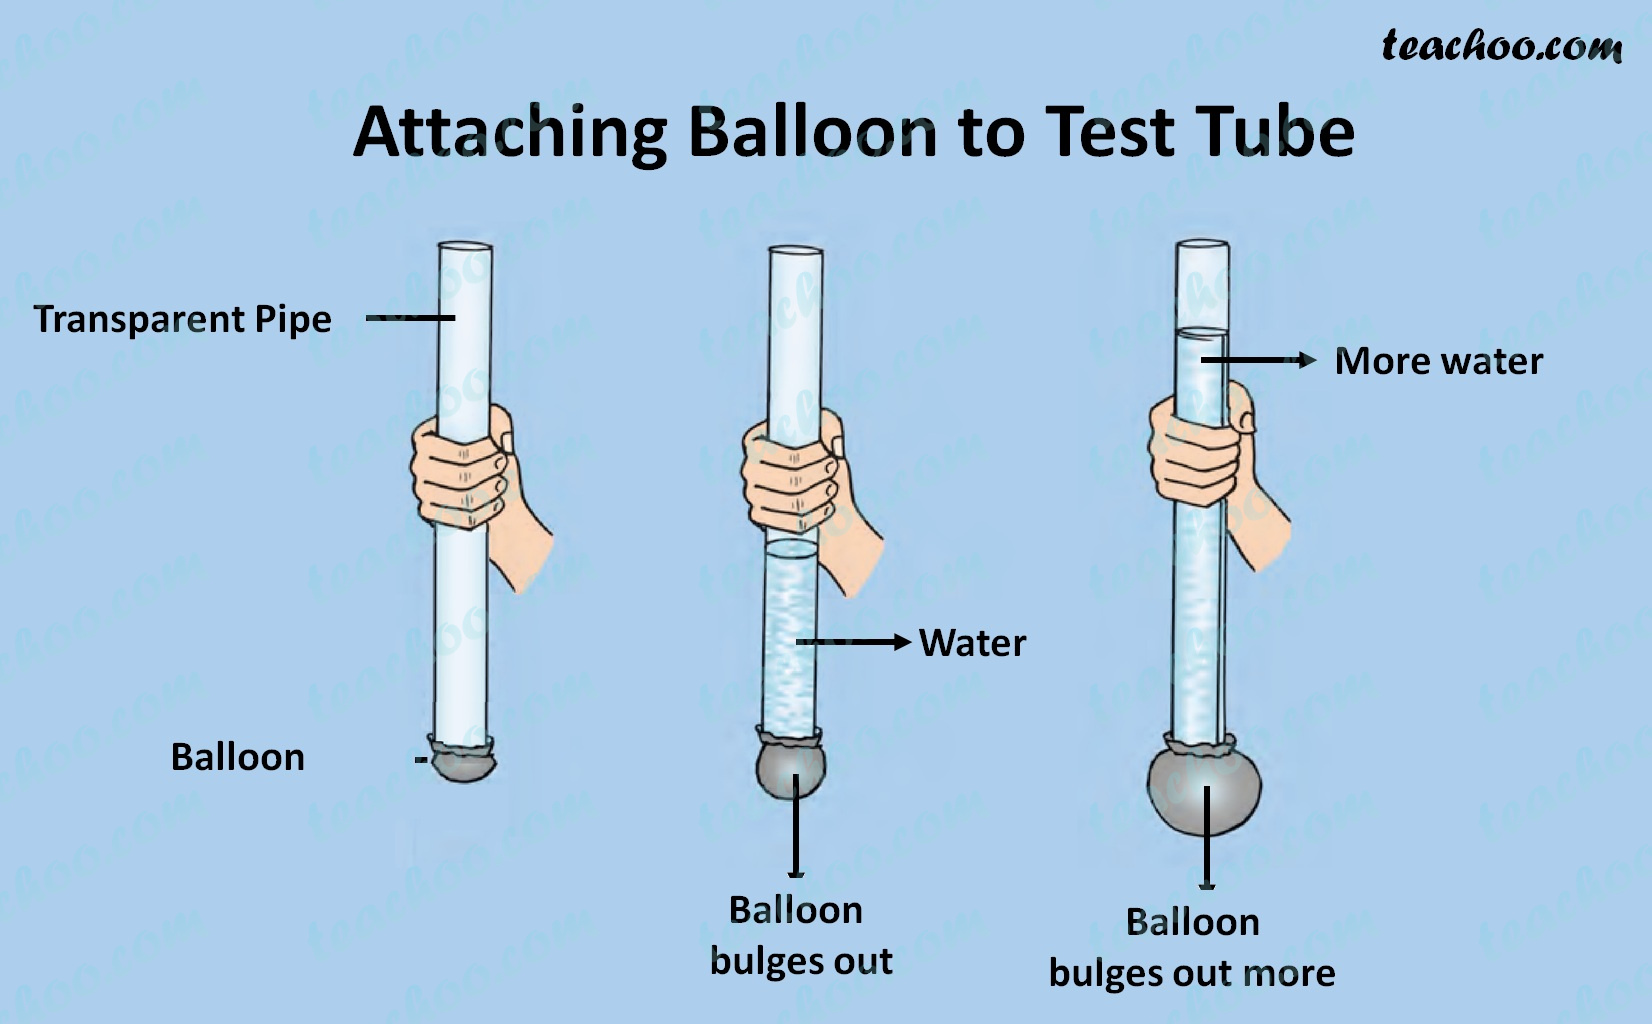 teachoo.com
Attaching Balloon to Test Tube
Transparent Pipe
More water
Water
Balloon
Balloon
bulges out
Balloon
bulges out more